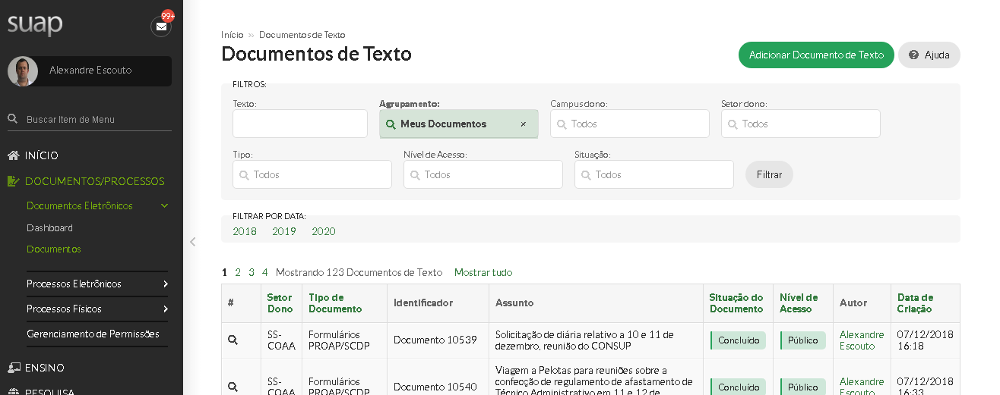 suap
99+
Alexandre Escouto
Buscar Item de Menu
INÍCIO
DOCUMENTOS/PROCESSOS
Documentos Eletrônicos
Dashboard
Documentos
Processos Eletrônicos
Processos Físicos
Gerenciamento de Permissões
ENSINO
PESQUISA
Início » Documentos de Texto
Documentos de Texto
Adicionar Documento de Texto
Ajuda
FILTROS:
Texto: Agrupamento: Campus dono: Setor dono:
Meus Documentos × Todos Todos
Tipo: Nível de Acesso: Situação:
Todos Todos Todos Filtrar
FILTRAR POR DATA:
2018 2019 2020
1 2 3 4 Mostrando 123 Documentos de Texto Mostrar tudo
# Setor Dono Tipo de Documento Identificador Assunto Situação do Documento Nível de Acesso Autor Data de Criação
SS-COAA Formulários PROAP/SCDP Documento 10539 Solicitação de diária relativo a 10 e 11 de dezembro, reunião do CONSUP Concluído Público Alexandre Escouto 07/12/2018 16:18
SS-COAA Formulários PROAP/SCDP Documento 10540 Viagem a Pelotas para reuniões sobre a confecção de regulamento de afastamento de Técnico Administrativo em 11 e 12 de Concluído Público Alexandre Escouto 07/12/2018 16:33